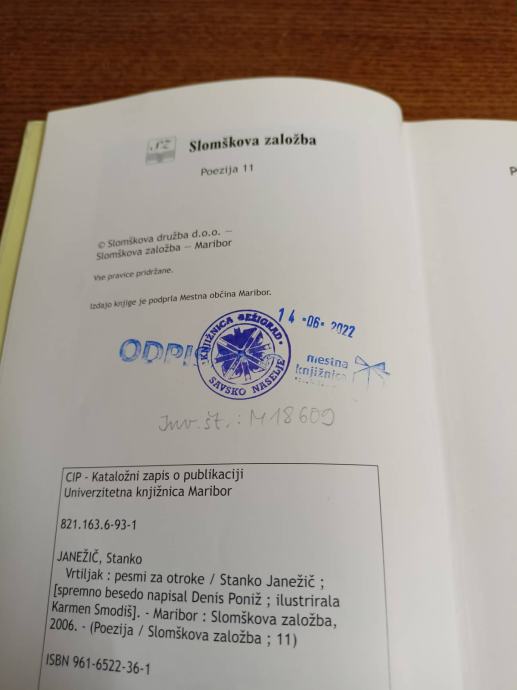 SZ
Slomškova založba
Poezija 11
© Slomškova družba d.o.o. –
Slomškova založba – Maribor
Vse pravice pridržane.
Izdajo knjige je podprla Mestna občina Maribor.
14 -06- 2022
ODPIS
KNJIŽNICA BEŽIGRAD
SAVSKO NASELJE
mestna
knjižnica
Inv. št.: M 18609
CIP - Kataložni zapis o publikaciji
Univerzitetna knjižnica Maribor
821.163.6-93-1
JANEŽIČ, Stanko
Vrtiljak : pesmi za otroke / Stanko Janežič ;
[spremno besedo napisal Denis Poniž ; ilustrirala
Karmen Smodiš]. - Maribor : Slomškova založba,
2006. - (Poezija / Slomškova založba ; 11)
ISBN 961-6522-36-1
P